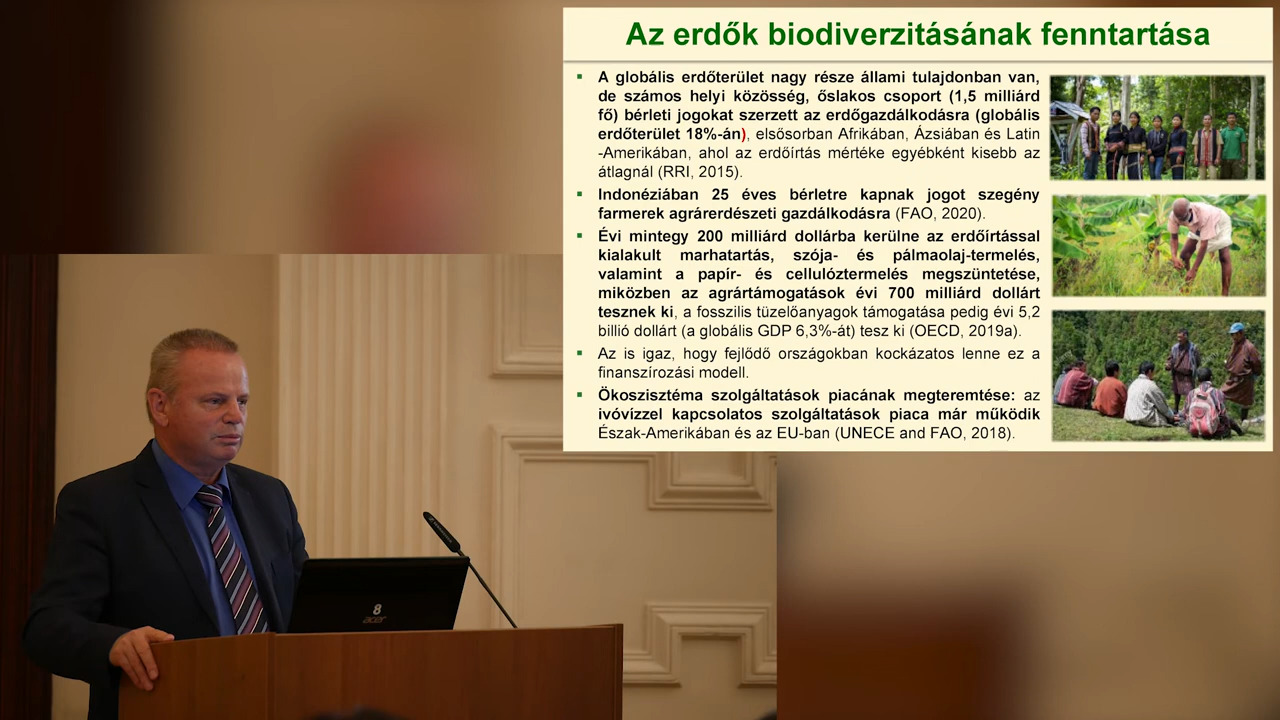 Az erdők biodiverzitásának fenntartása
▪ A globális erdőterület nagy része állami tulajdonban van,
de számos helyi közösség, őslakos csoport (1,5 milliárd
fő) bérleti jogokat szerzett az erdőgazdálkodásra (globális
erdőterület 18%-án), elsősorban Afrikában, Ázsiában és Latin
-Amerikában, ahol az erdőírtás mértéke egyébként kisebb az
átlagnál (RRI, 2015).
▪ Indonéziában 25 éves bérletre kapnak jogot szegény
farmerek agrárerdészeti gazdálkodásra (FAO, 2020).
▪ Évi mintegy 200 milliárd dollárba kerülne az erdőírtással
kialakult marhatartás, szója- és pálmaolaj-termelés,
valamint a papír- és cellulóztermelés megszüntetése,
miközben az agrártámogatások évi 700 milliárd dollárt
tesznek ki, a fosszilis tüzelőanyagok támogatása pedig évi 5,2
billió dollárt (a globális GDP 6,3%-át) tesz ki (OECD, 2019a).
▪ Az is igaz, hogy fejlődő országokban kockázatos lenne ez a
finanszírozási modell.
▪ Ökoszisztéma szolgáltatások piacának megteremtése: az
ivóvízzel kapcsolatos szolgáltatások piaca már működik
Észak-Amerikában és az EU-ban (UNECE and FAO, 2018).
8
acer